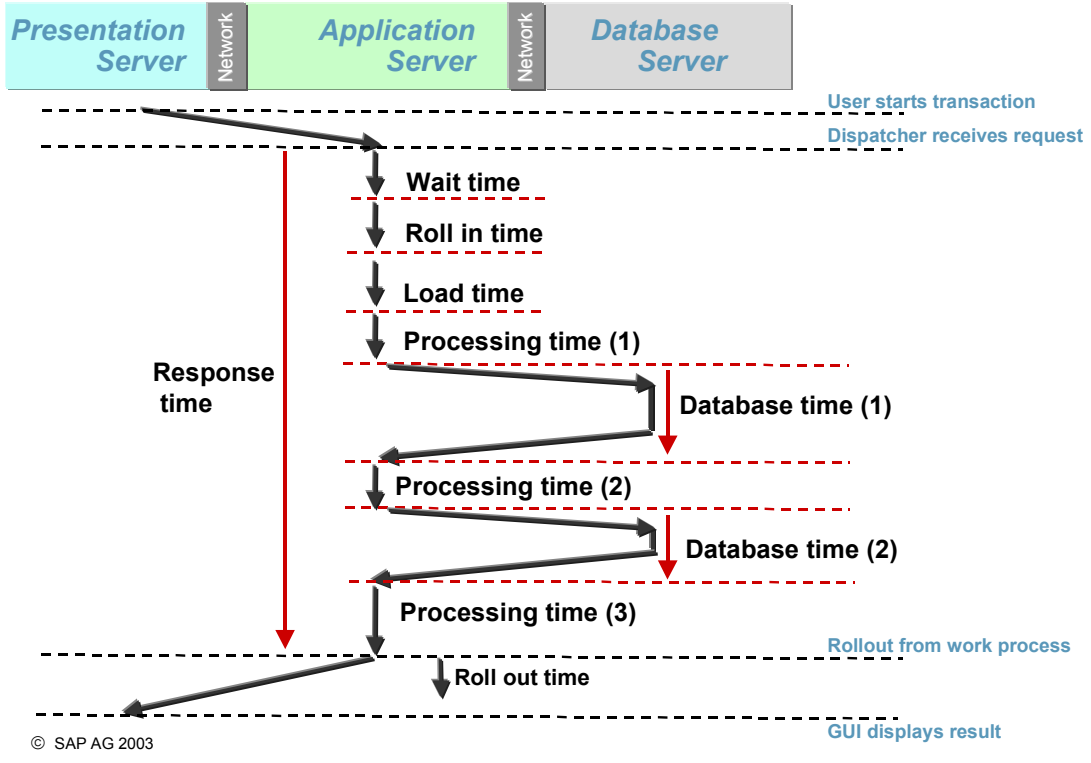 Presentation
Server
Network
Application
Server
Network
Database
Server
User starts transaction
Dispatcher receives request
Wait time
Roll in time
Load time
Processing time (1)
Response
time
Database time (1)
Processing time (2)
Database time (2)
Processing time (3)
Rollout from work process
Roll out time
GUI displays result
© SAP AG 2003